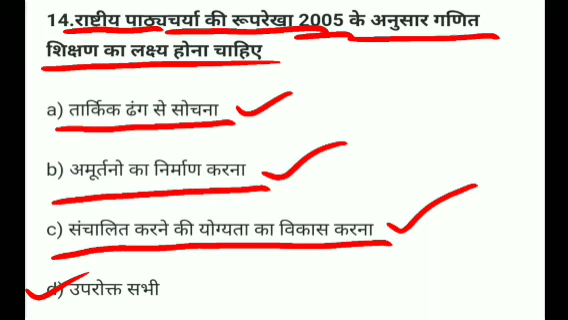 14.राष्टीय पाठ्यचर्या की रूपरेखा 2005 के अनुसार गणित
शिक्षण का लक्ष्य होना चाहिए
a) तार्किक ढंग से सोचना
b) अमूर्तनो का निर्माण करना
c) संचालित करने की योग्यता का विकास करना
d) उपरोक्त सभी